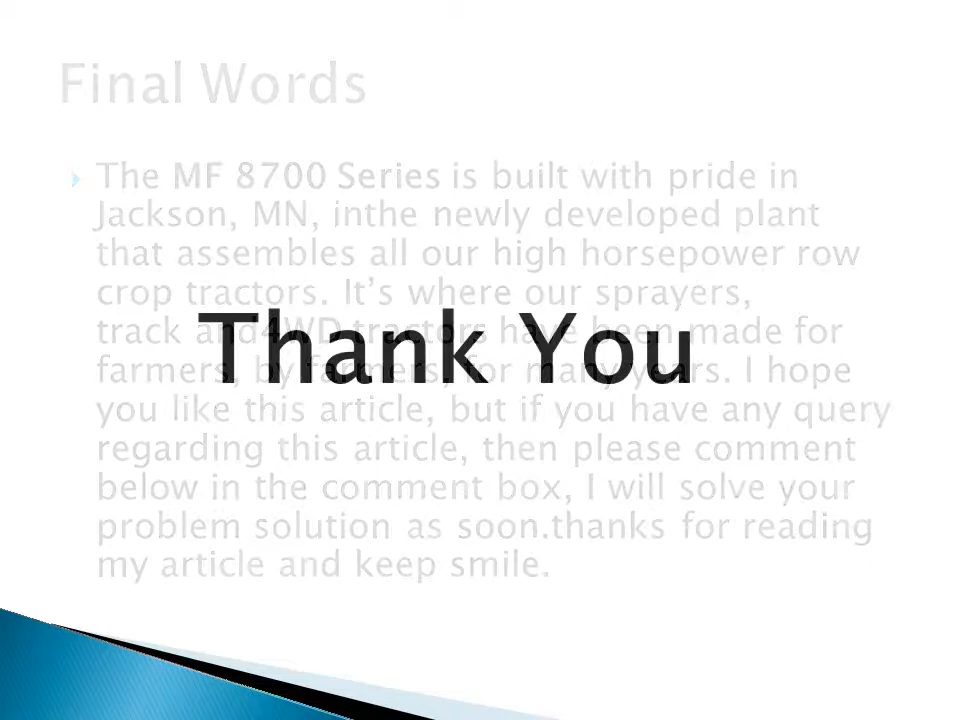 Final Words
The MF 8700 Series is built with pride in
Jackson, MN, inthe newly developed plant
that assembles all our high horsepower row
crop tractors. It’s where our sprayers,
track and4WD tractors have been made for
farmers, by farmers, for many years. I hope
you like this article, but if you have any query
regarding this article, then please comment
below in the comment box, I will solve your
problem solution as soon.thanks for reading
my article and keep smile.
Thank You